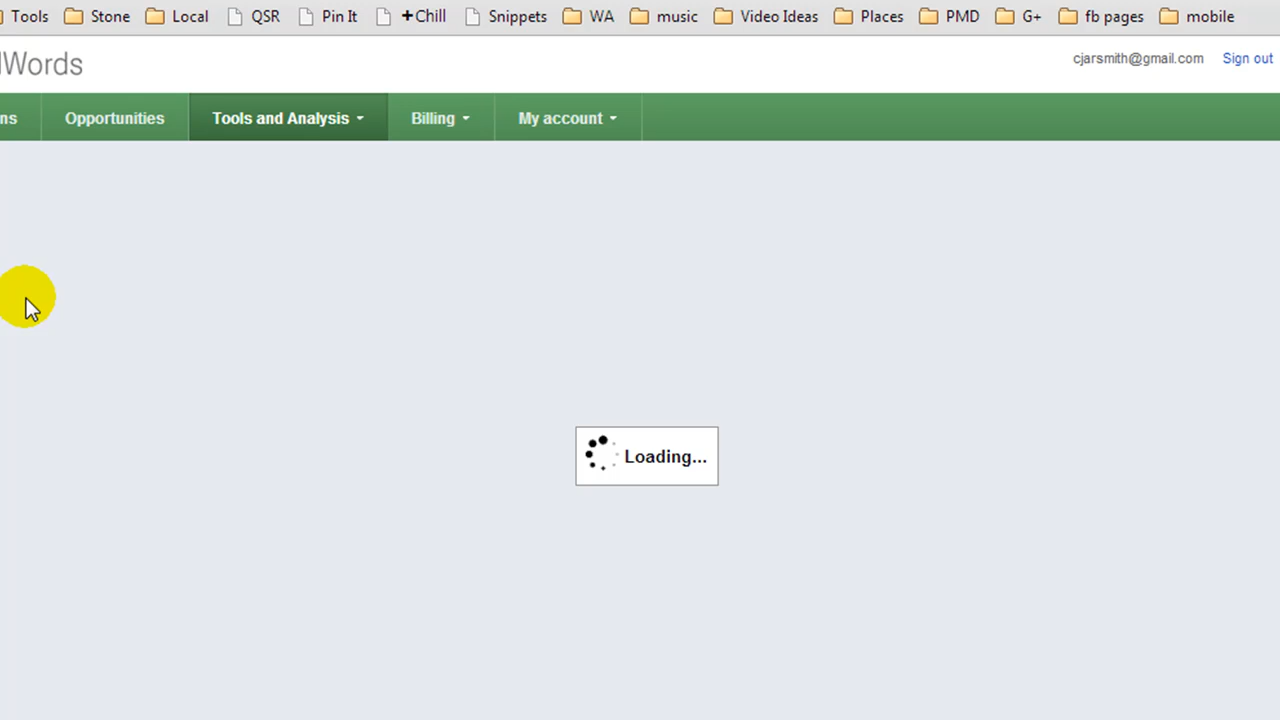 Tools Stone Local QSR Pin It +Chill Snippets WA music Video Ideas Places PMD G+ fb pages mobile
dWords cjarsmith@gmail.com Sign out
ns Opportunities Tools and Analysis Billing My account
Loading...